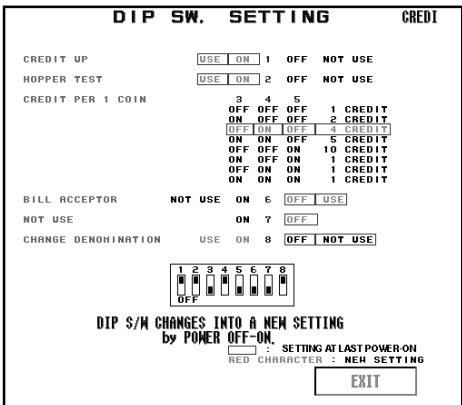 DIP SW. SETTING CREDI
CREDIT UP USE ON 1 OFF NOT USE
HOPPER TEST USE ON 2 OFF NOT USE
CREDIT PER 1 COIN
3 4 5
OFF OFF OFF 1 CREDIT
ON OFF OFF 2 CREDIT
OFF ON OFF 4 CREDIT
ON ON OFF 5 CREDIT
OFF OFF ON 10 CREDIT
ON OFF ON 1 CREDIT
OFF ON ON 1 CREDIT
ON ON ON 1 CREDIT
BILL ACCEPTOR NOT USE ON 6 OFF USE
NOT USE ON 7 OFF
CHANGE DENOMINATION USE ON 8 OFF NOT USE
1 2 3 4 5 6 7 8
OFF
DIP S/W CHANGES INTO A NEW SETTING
by POWER OFF-ON.
: SETTING AT LAST POWER-ON
RED CHARACTER : NEW SETTING
EXIT